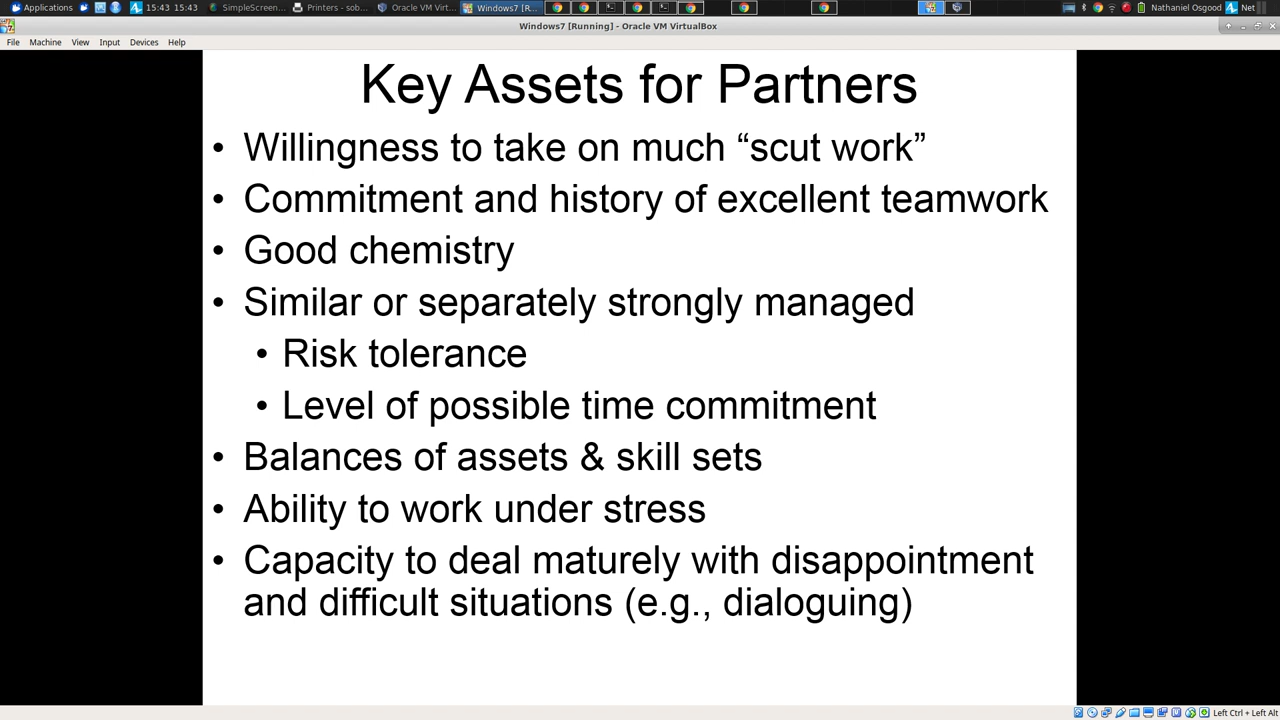 Applications 15:43 15:43 SimpleScreen... Printers - sob... Oracle VM Virt... Windows7 [R... Nathaniel Osgood Net
Windows7 [Running] - Oracle VM VirtualBox
File Machine View Input Devices Help
Key Assets for Partners
• Willingness to take on much “scut work”
• Commitment and history of excellent teamwork
• Good chemistry
• Similar or separately strongly managed
• Risk tolerance
• Level of possible time commitment
• Balances of assets & skill sets
• Ability to work under stress
• Capacity to deal maturely with disappointment
and difficult situations (e.g., dialoguing)
Left Ctrl + Left Alt